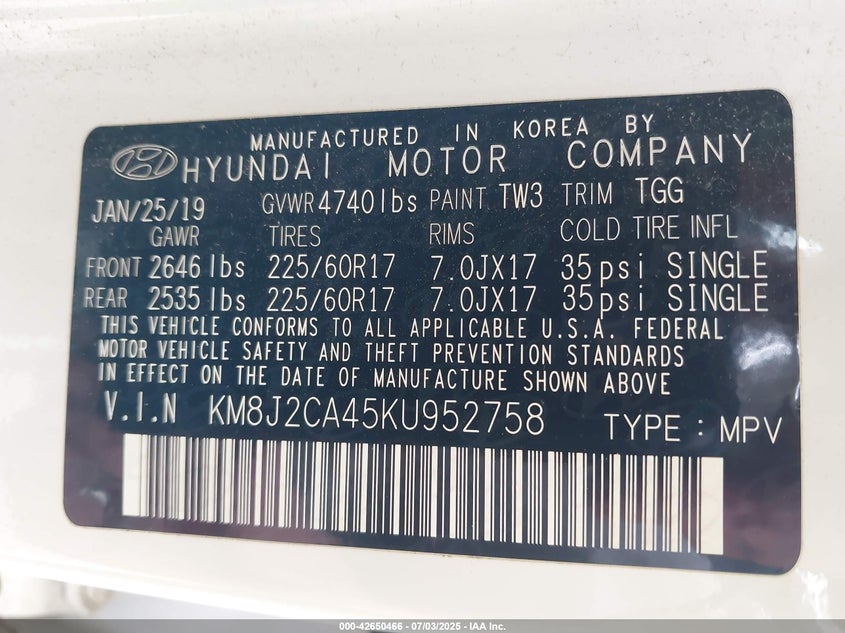 MANUFACTURED IN KOREA BY
HYUNDAI MOTOR COMPANY
JAN/25/19 GVWR 4740 lbs PAINT TW3 TRIM TGG
GAWR TIRES RIMS COLD TIRE INFL
FRONT 2646 lbs 225/60R17 7.0JX17 35psi SINGLE
REAR 2535 lbs 225/60R17 7.0JX17 35psi SINGLE
THIS VEHICLE CONFORMS TO ALL APPLICABLE U.S.A. FEDERAL
MOTOR VEHICLE SAFETY AND THEFT PREVENTION STANDARDS
IN EFFECT ON THE DATE OF MANUFACTURE SHOWN ABOVE
V.I.N KM8J2CA45KU952758 TYPE : MPV
000-42650466 - 07/03/2025 - IAA Inc.